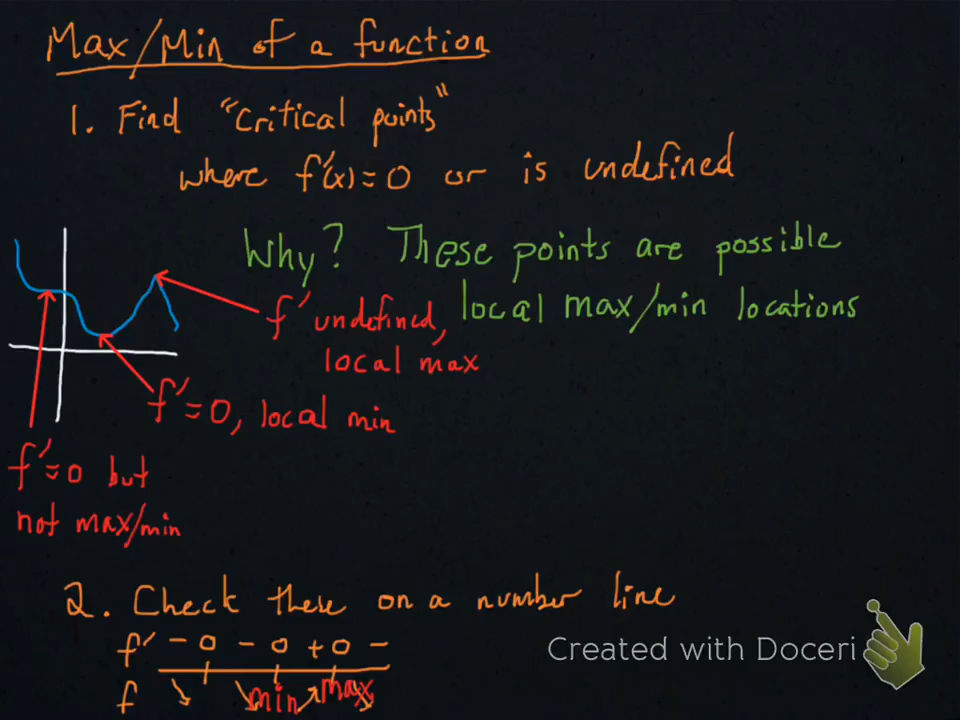 Max/Min of a function
1. Find "Critical points"
where f'(x) = 0 or is undefined
Why? These points are possible
local max/min locations
f' undefined,
local max
f' = 0, local min
f' = 0 but
not max/min
2. Check these on a number line
f' - 0 - 0 + 0 -
f ↘ ↘ min ↗ max ↘
Created with Doceri